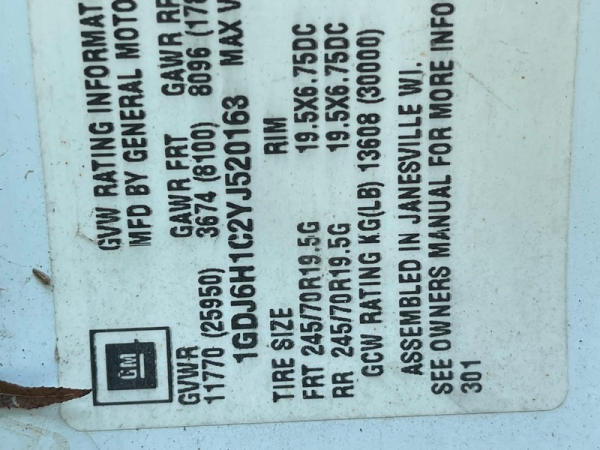 GM
GVW RATING INFORMAT
MFD BY GENERAL MOTO
GVWR GAWR FRT GAWR RR
11770 (25950) 3674 (8100) 8096 (178
1GDJ6H1C2YJ520163 MAX V
TIRE SIZE RIM
FRT 245/70R19.5G 19.5X6.75DC
RR 245/70R19.5G 19.5X6.75DC
GCW RATING KG(LB) 13608 (30000)
ASSEMBLED IN JANESVILLE WI.
SEE OWNERS MANUAL FOR MORE INFO
301